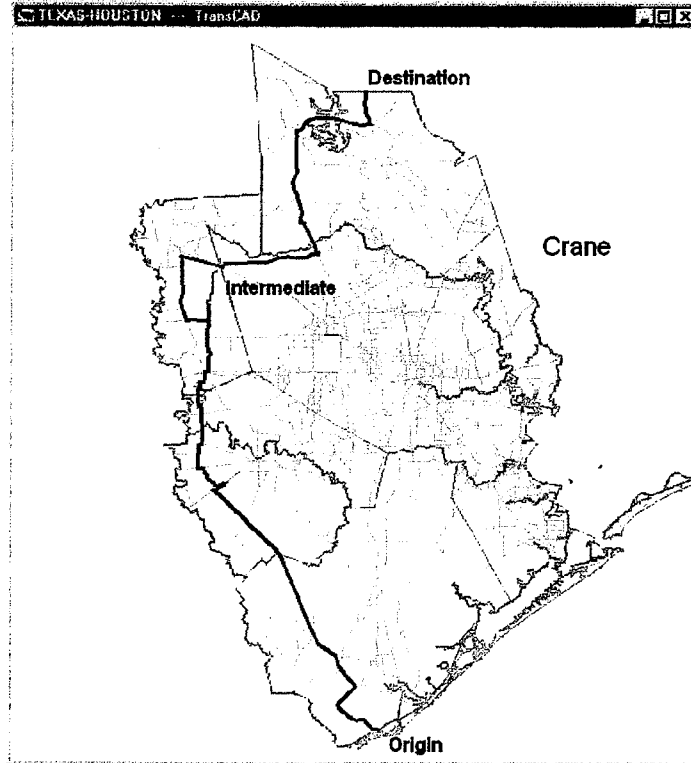 TEXAS-HOUSTON -- TransCAD
Destination
Crane
Intermediate
Origin